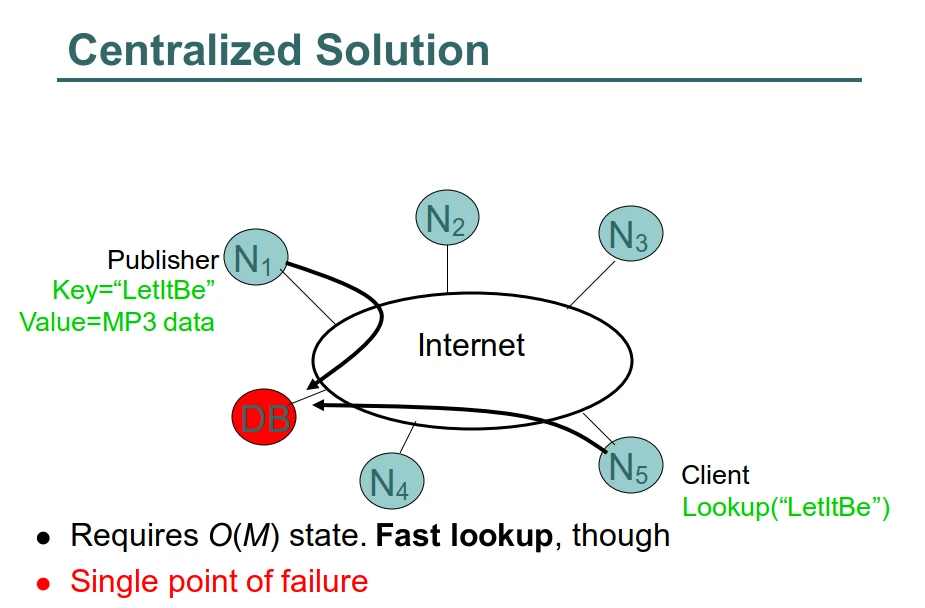 Centralized Solution
N2
N3
N1
Publisher
Key=“LetItBe”
Value=MP3 data
Internet
DB
N4
N5
Client
Lookup(“LetItBe”)
● Requires O(M) state. Fast lookup, though
● Single point of failure